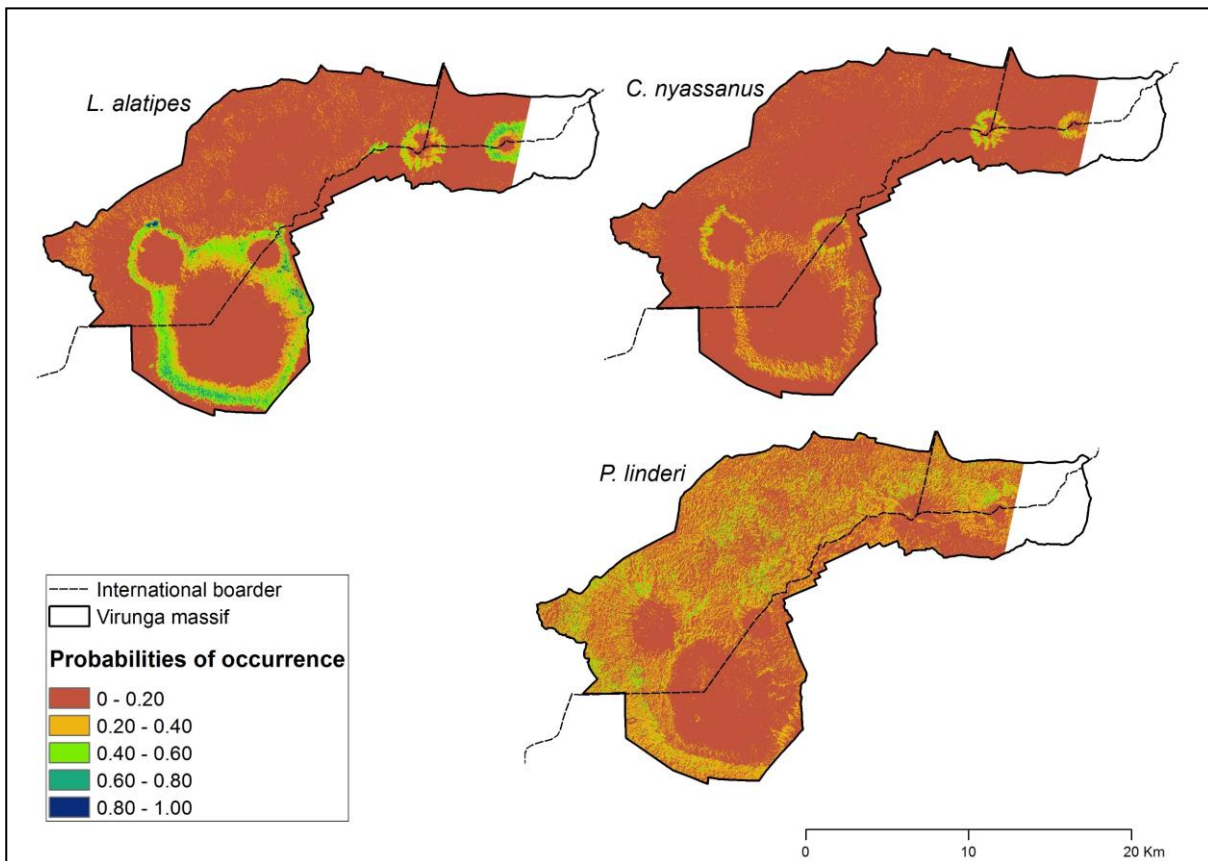 L. alatipes
C. nyassanus
P. linderi
International boarder
Virunga massif
Probabilities of occurrence
0 - 0.20
0.20 - 0.40
0.40 - 0.60
0.60 - 0.80
0.80 - 1.00
0 10 20 Km